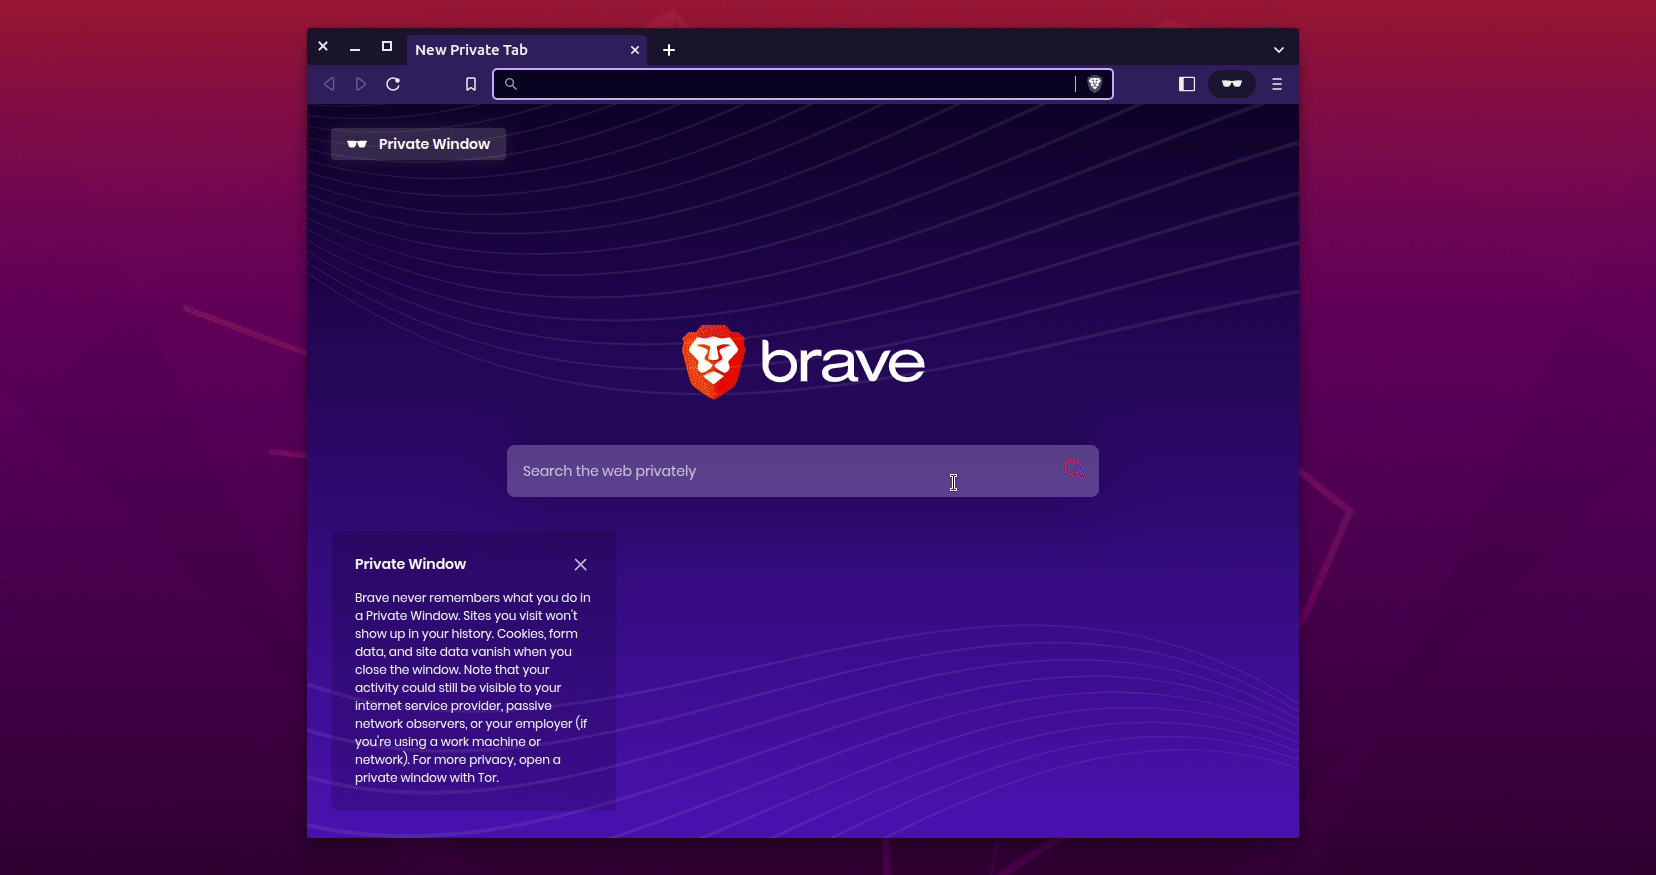 New Private Tab
Private Window
brave
Search the web privately
Private Window
Brave never remembers what you do in
a Private Window. Sites you visit won't
show up in your history. Cookies, form
data, and site data vanish when you
close the window. Note that your
activity could still be visible to your
internet service provider, passive
network observers, or your employer (if
you're using a work machine or
network). For more privacy, open a
private window with Tor.